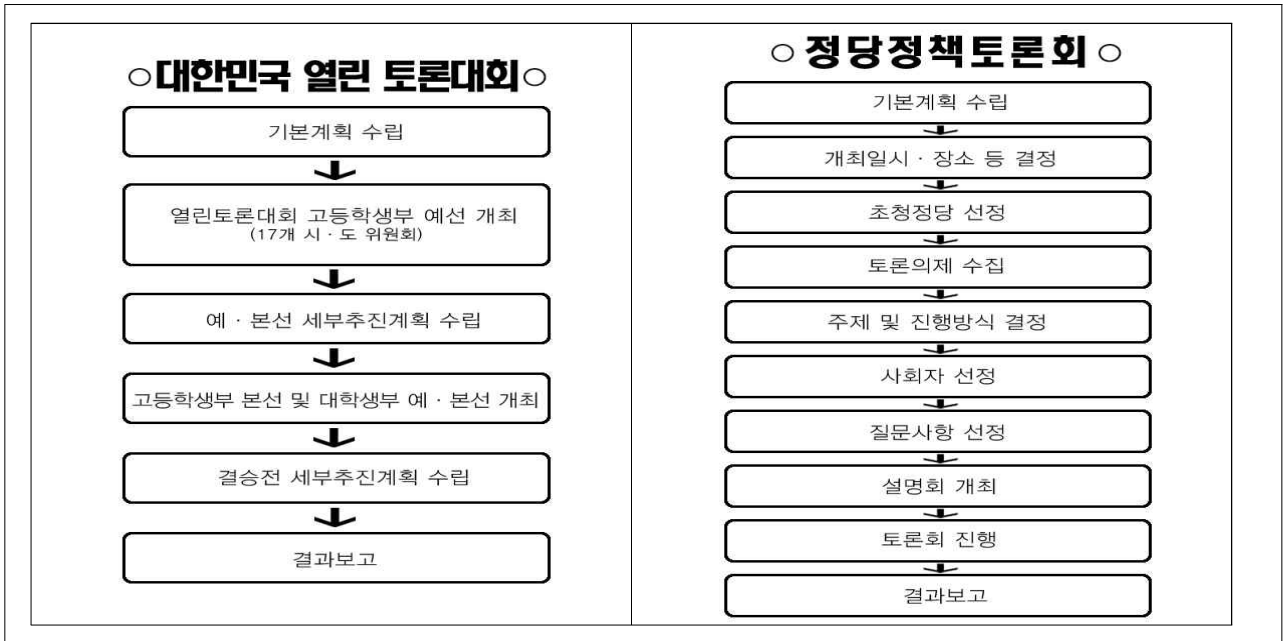 ○대한민국 열린 토론대회○
기본계획 수립
열린토론대회 고등학생부 예선 개최
(17개 시·도 위원회)
예·본선 세부추진계획 수립
고등학생부 본선 및 대학생부 예·본선 개최
결승전 세부추진계획 수립
결과보고
○정당정책토론회○
기본계획 수립
개최일시·장소 등 결정
초청정당 선정
토론의제 수집
주제 및 진행방식 결정
사회자 선정
질문사항 선정
설명회 개최
토론회 진행
결과보고